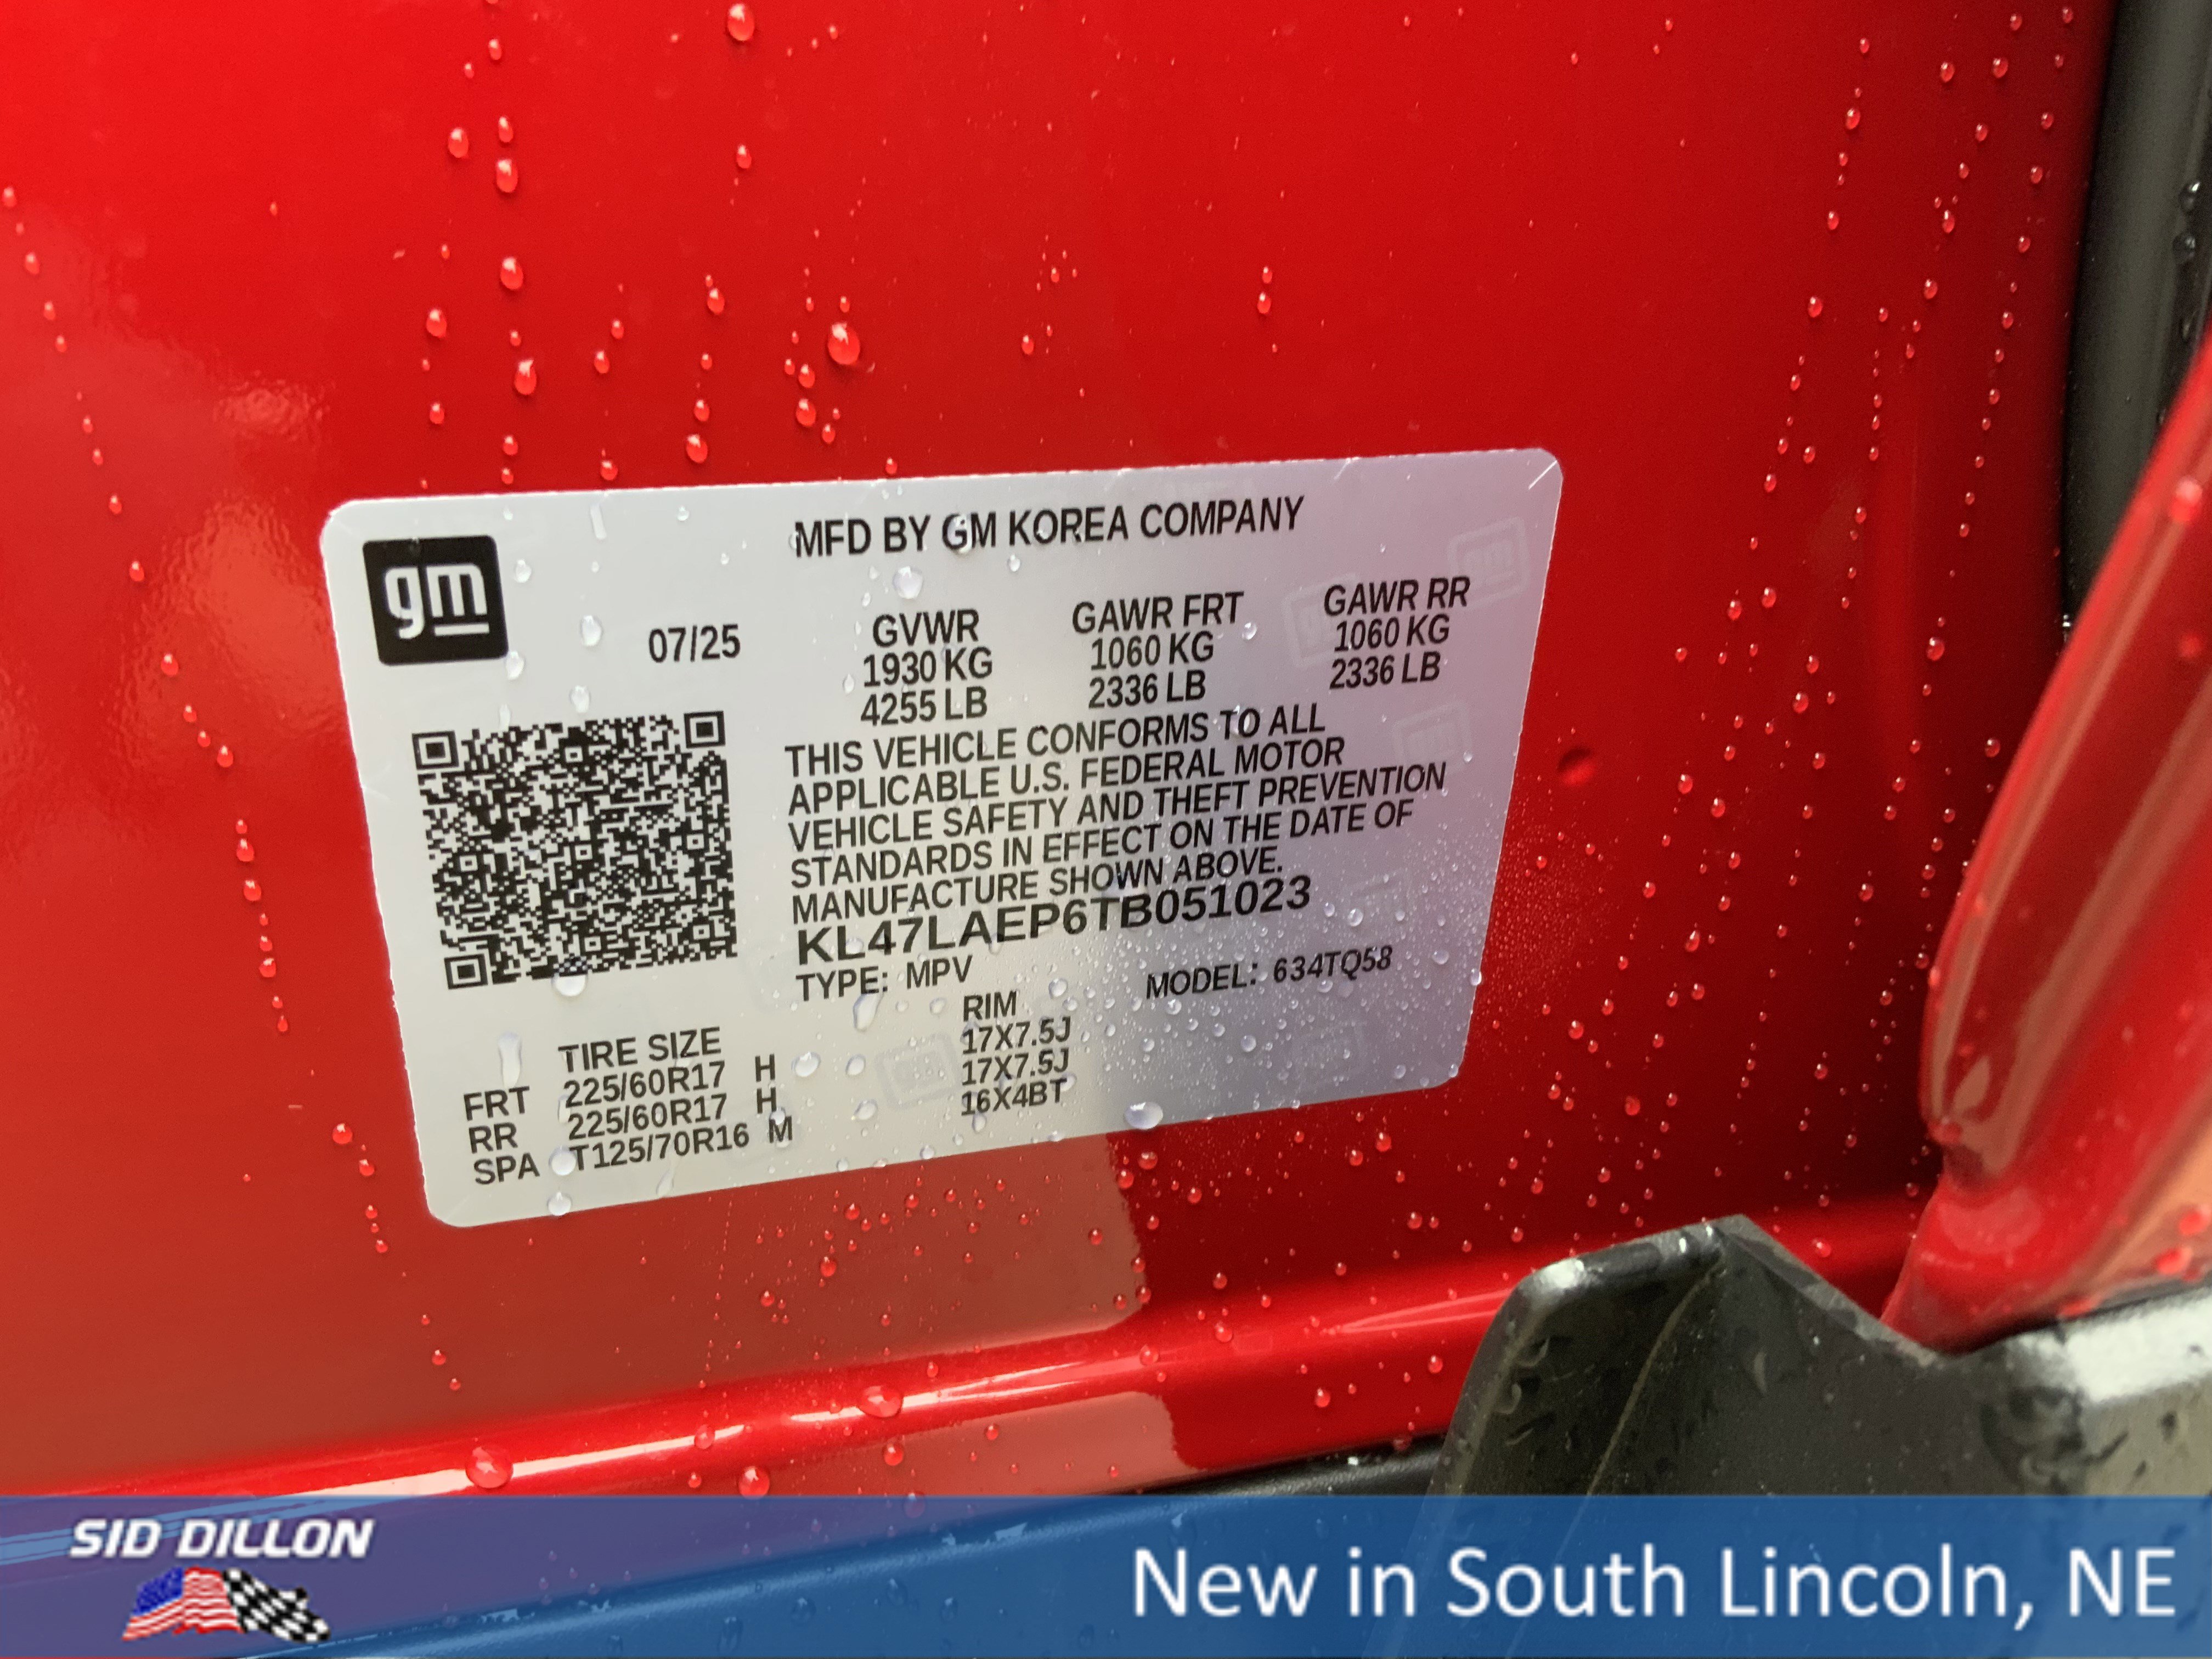 MFD BY GM KOREA COMPANY
gm
07/25
GVWR GAWR FRT GAWR RR
1930 KG 1060 KG 1060 KG
4255 LB 2336 LB 2336 LB
THIS VEHICLE CONFORMS TO ALL
APPLICABLE U.S. FEDERAL MOTOR
VEHICLE SAFETY AND THEFT PREVENTION
STANDARDS IN EFFECT ON THE DATE OF
MANUFACTURE SHOWN ABOVE.
KL47LAEP6TB051023
TYPE: MPV MODEL: 634TQ58
TIRE SIZE RIM
FRT 225/60R17 H 17X7.5J
RR 225/60R17 H 17X7.5J
SPA T125/70R16 M 16X4BT
SID DILLON
New in South Lincoln, NE